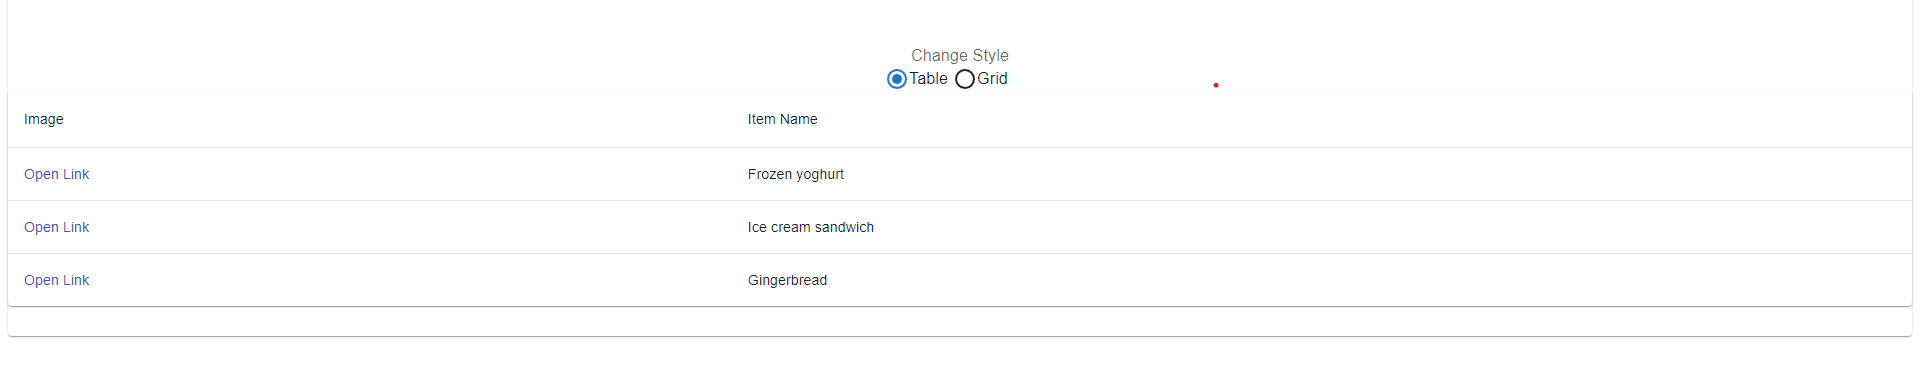 Change Style
Table Grid
Image Item Name
Open Link Frozen yoghurt
Open Link Ice cream sandwich
Open Link Gingerbread